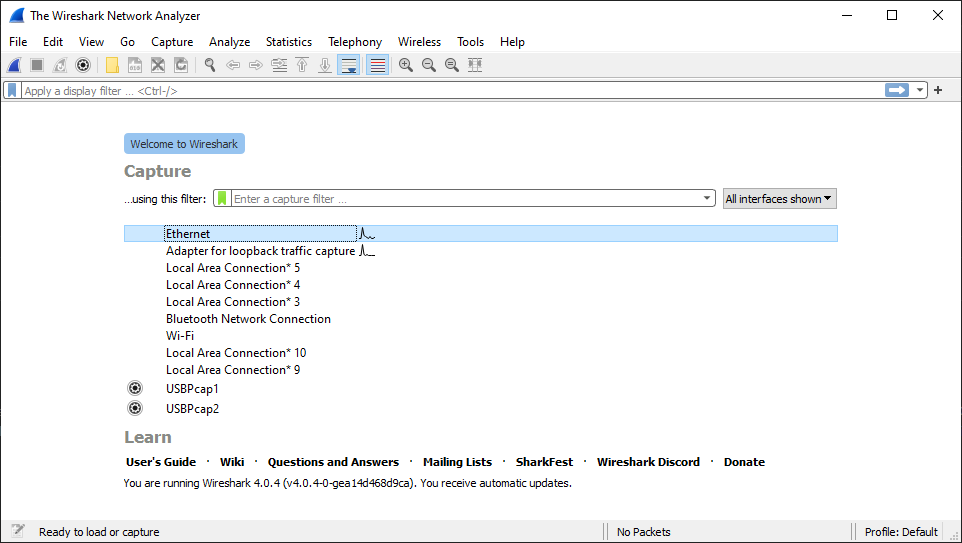 The Wireshark Network Analyzer
File Edit View Go Capture Analyze Statistics Telephony Wireless Tools Help
Apply a display filter ... <Ctrl-/>
Welcome to Wireshark
Capture
...using this filter: Enter a capture filter ... All interfaces shown
Ethernet
Adapter for loopback traffic capture
Local Area Connection* 5
Local Area Connection* 4
Local Area Connection* 3
Bluetooth Network Connection
Wi-Fi
Local Area Connection* 10
Local Area Connection* 9
USBPcap1
USBPcap2
Learn
User's Guide · Wiki · Questions and Answers · Mailing Lists · SharkFest · Wireshark Discord · Donate
You are running Wireshark 4.0.4 (v4.0.4-0-gea14d468d9ca). You receive automatic updates.
Ready to load or capture No Packets Profile: Default